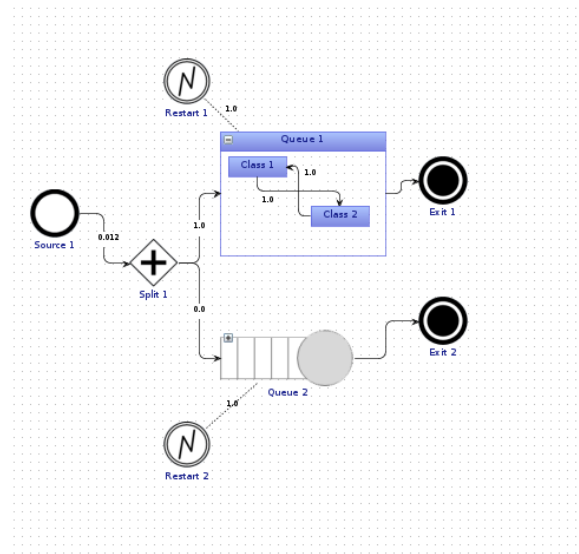 Restart 1
1.0
Queue 1
Class 1
1.0
1.0
Class 2
Exit 1
Source 1
0.012
1.0
Split 1
0.0
Exit 2
Queue 2
1.0
Restart 2